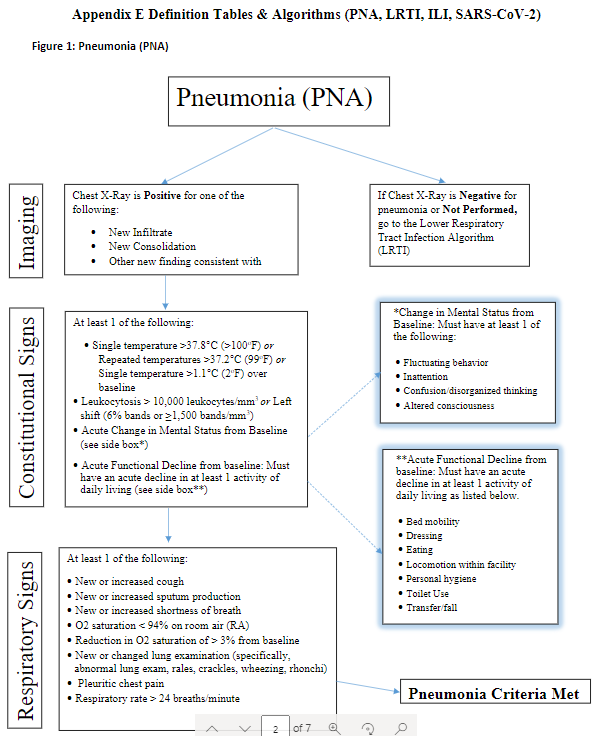 Appendix E Definition Tables & Algorithms (PNA, LRTI, ILI, SARS-CoV-2)
Figure 1: Pneumonia (PNA)
Pneumonia (PNA)
Imaging
Chest X-Ray is Positive for one of the
following:
• New Infiltrate
• New Consolidation
• Other new finding consistent with
If Chest X-Ray is Negative for
pneumonia or Not Performed,
go to the Lower Respiratory
Tract Infection Algorithm
(LRTI)
Constitutional Signs
At least 1 of the following:
• Single temperature >37.8°C (>100°F) or
Repeated temperatures >37.2°C (99°F) or
Single temperature >1.1°C (2°F) over
baseline
• Leukocytosis > 10,000 leukocytes/mm³ or Left
shift (6% bands or ≥1,500 bands/mm³)
• Acute Change in Mental Status from Baseline
(see side box*)
• Acute Functional Decline from baseline: Must
have an acute decline in at least 1 activity of
daily living (see side box**)
*Change in Mental Status from
Baseline: Must have at least 1 of
the following:
• Fluctuating behavior
• Inattention
• Confusion/disorganized thinking
• Altered consciousness
**Acute Functional Decline from
baseline: Must have an acute
decline in at least 1 activity of
daily living as listed below.
• Bed mobility
• Dressing
• Eating
• Locomotion within facility
• Personal hygiene
• Toilet Use
• Transfer/fall
Respiratory Signs
At least 1 of the following:
• New or increased cough
• New or increased sputum production
• New or increased shortness of breath
• O2 saturation < 94% on room air (RA)
• Reduction in O2 saturation of > 3% from baseline
• New or changed lung examination (specifically,
abnormal lung exam, rales, crackles, wheezing, rhonchi)
• Pleuritic chest pain
• Respiratory rate > 24 breaths/minute
Pneumonia Criteria Met
2 of 7